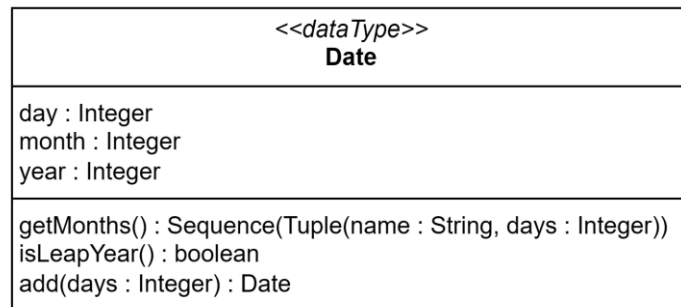 <<dataType>>
Date
day : Integer
month : Integer
year : Integer
getMonths() : Sequence(Tuple(name : String, days : Integer))
isLeapYear() : boolean
add(days : Integer) : Date